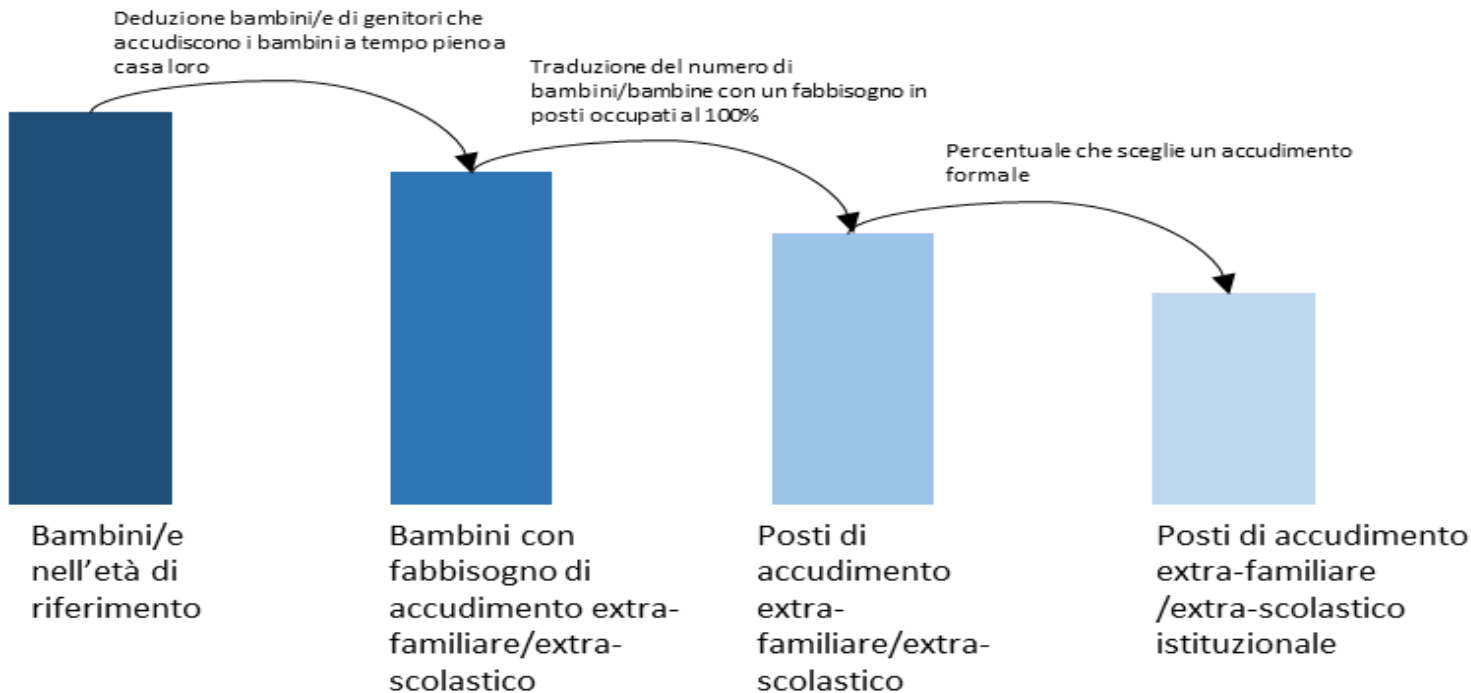 Deduzione bambini/e di genitori che
accudiscono i bambini a tempo pieno a
casa loro
Traduzione del numero di
bambini/bambine con un fabbisogno in
posti occupati al 100%
Percentuale che sceglie un accudimento
formale
Bambini/e
nell'età di
riferimento
Bambini con
fabbisogno di
accudimento extra-
familiare/extra-
scolastico
Posti di
accudimento
extra-
familiare/extra-
scolastico
Posti di accudimento
extra-familiare
/extra-scolastico
istituzionale